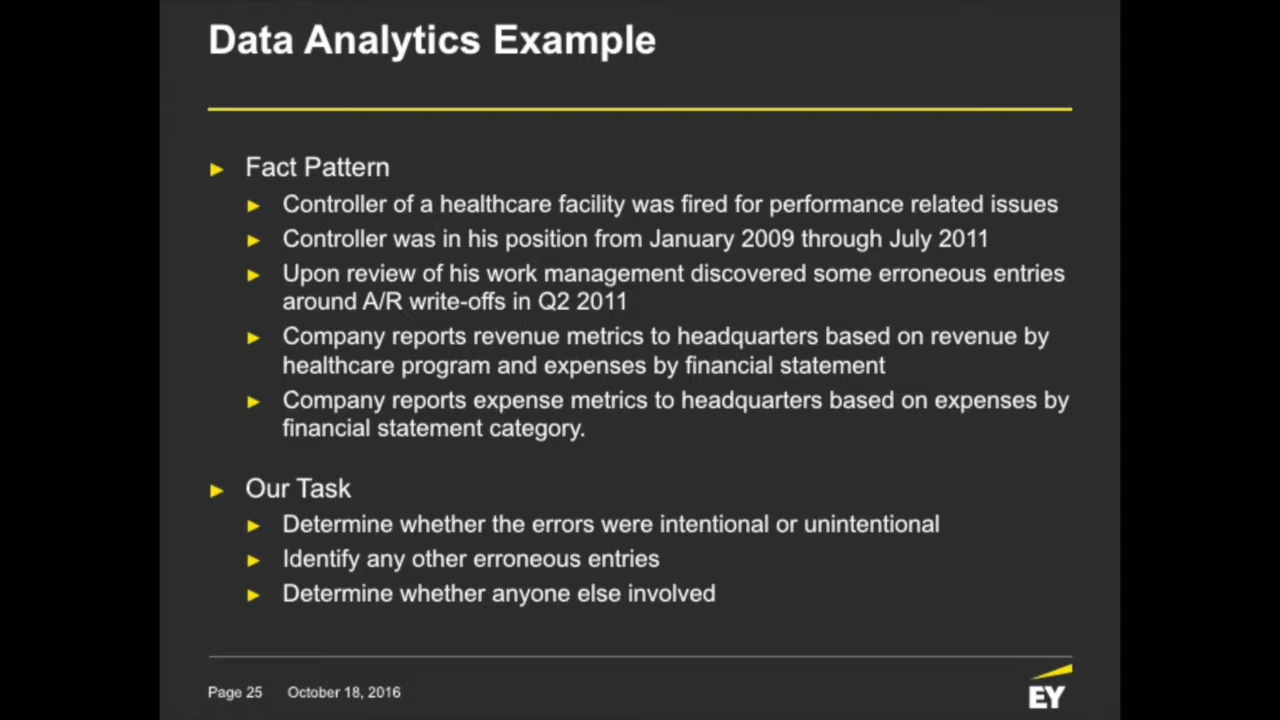 Data Analytics Example
Fact Pattern
Controller of a healthcare facility was fired for performance related issues
Controller was in his position from January 2009 through July 2011
Upon review of his work management discovered some erroneous entries
around A/R write-offs in Q2 2011
Company reports revenue metrics to headquarters based on revenue by
healthcare program and expenses by financial statement
Company reports expense metrics to headquarters based on expenses by
financial statement category.
Our Task
Determine whether the errors were intentional or unintentional
Identify any other erroneous entries
Determine whether anyone else involved
Page 25 October 18, 2016
EY